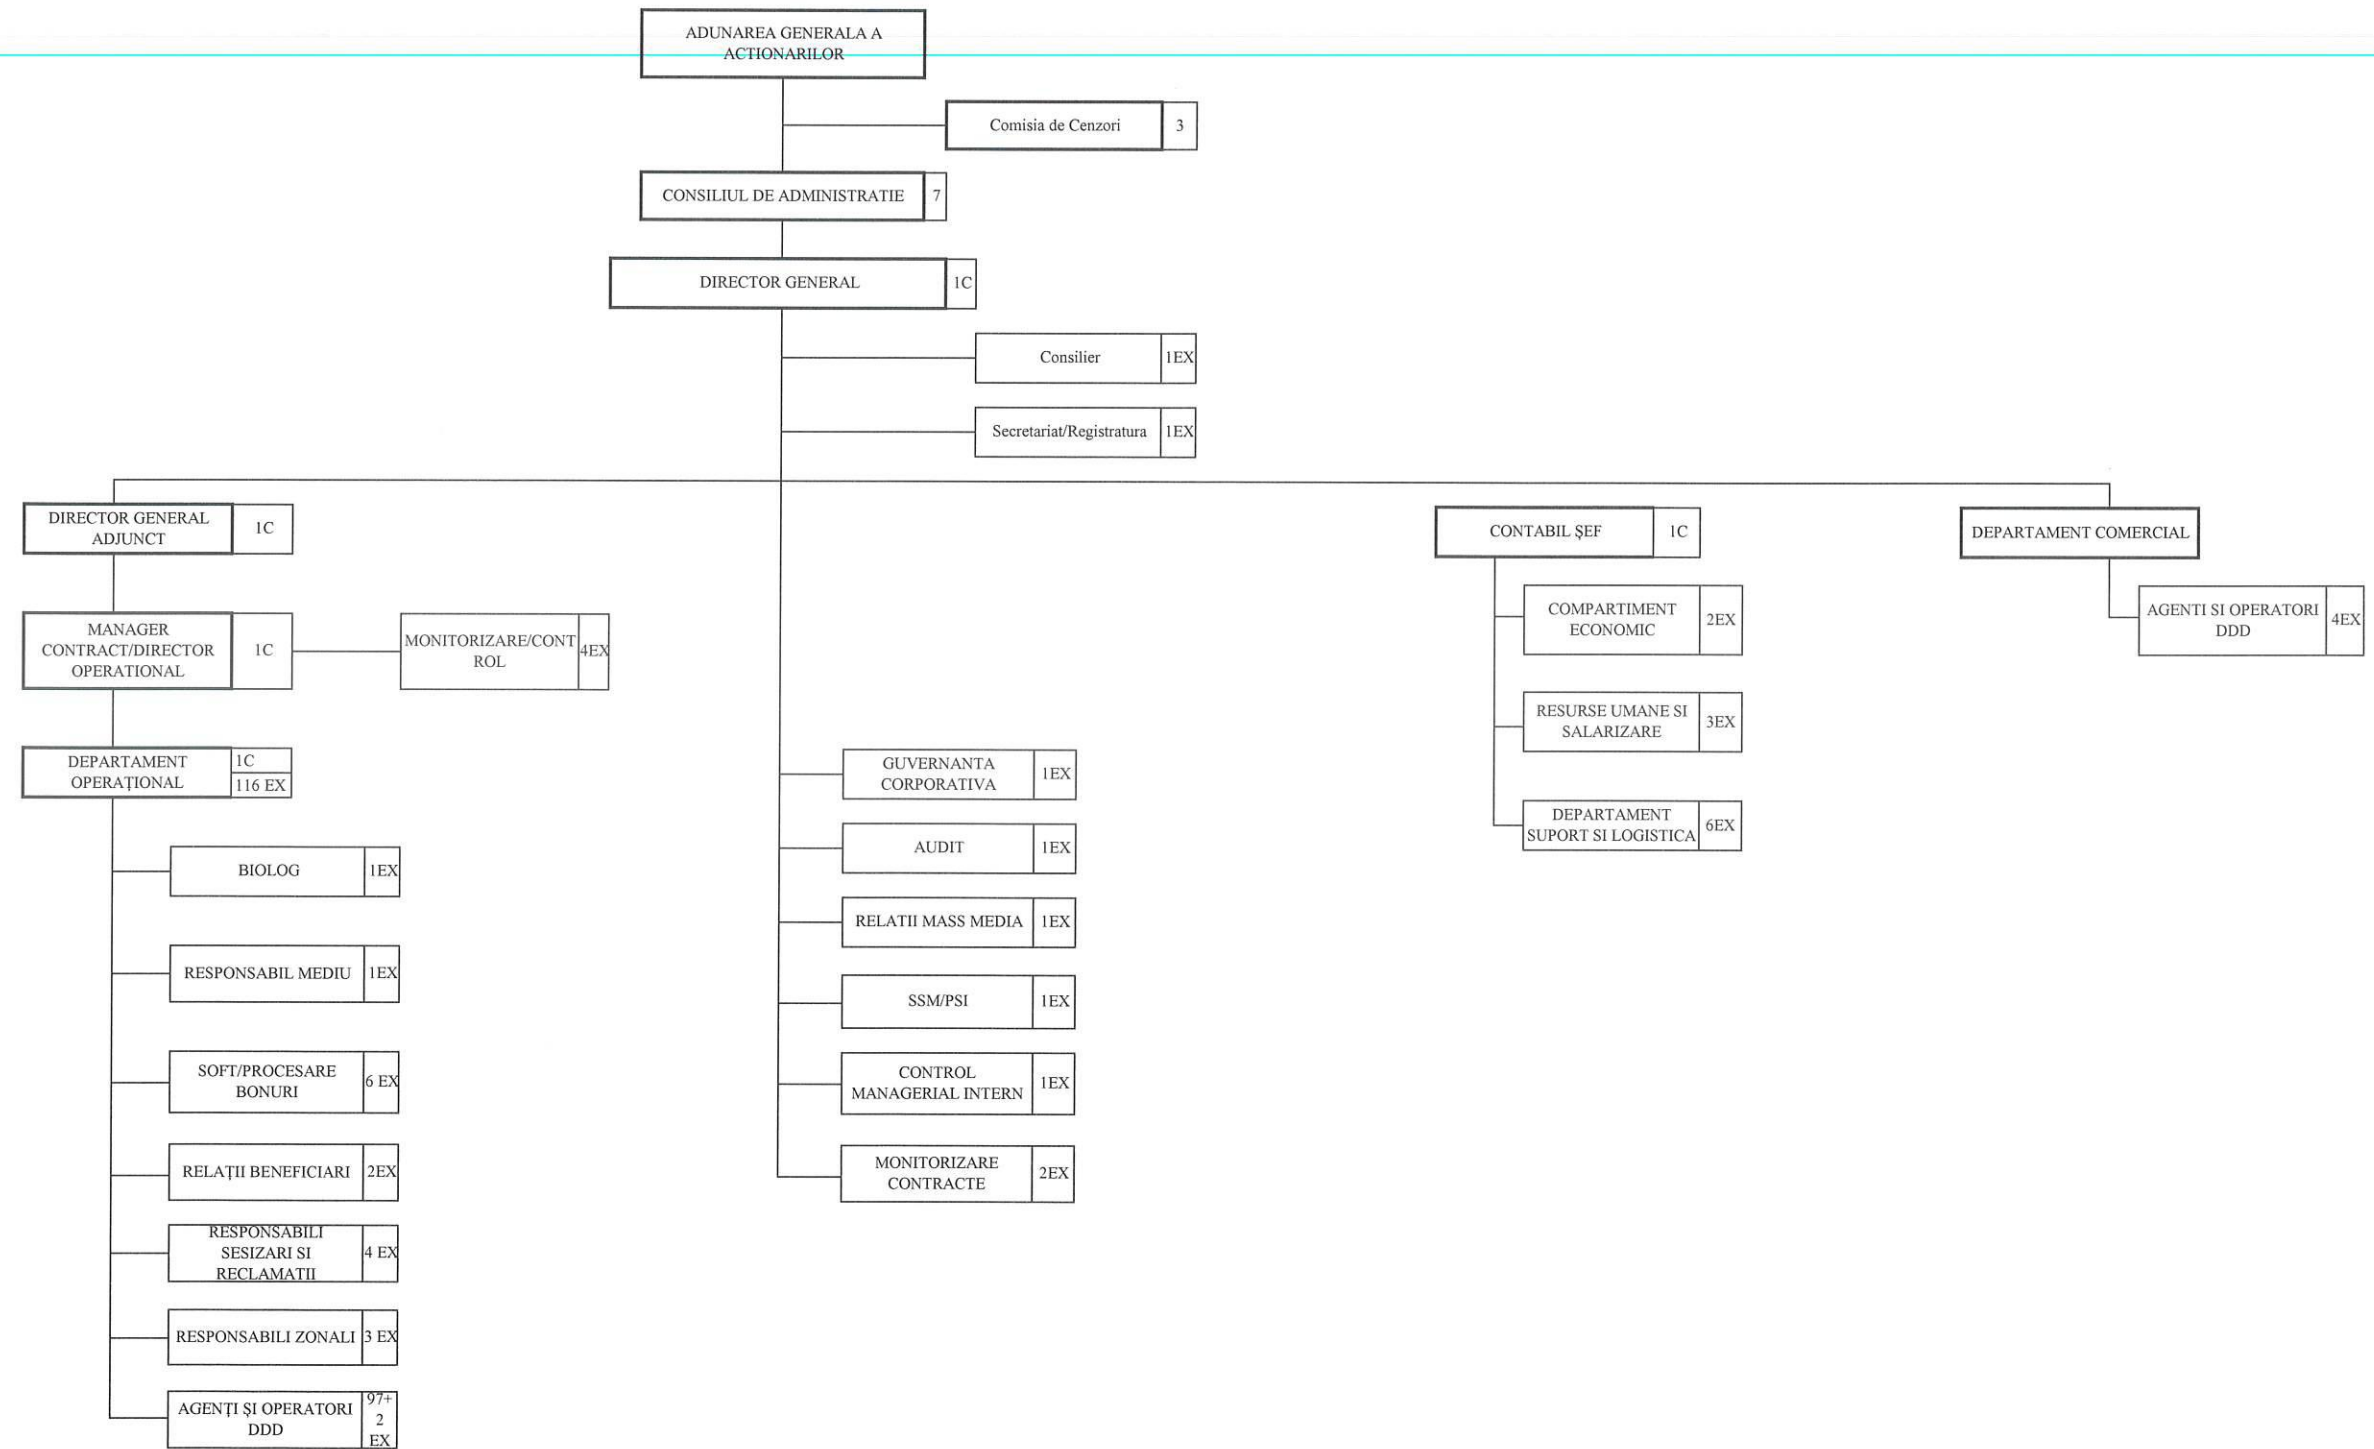 ADUNAREA GENERALA A
ACTIONARILOR
Comisia de Cenzori
3
CONSILIUL DE ADMINISTRATIE
7
DIRECTOR GENERAL
1C
Consilier
1EX
Secretariat/Registratura
1EX
DIRECTOR GENERAL
ADJUNCT
1C
MANAGER
CONTRACT/DIRECTOR
OPERATIONAL
1C
MONITORIZARE/CONT
ROL
4EX
DEPARTAMENT
OPERAȚIONAL
1C
116 EX
BIOLOG
1EX
RESPONSABIL MEDIU
1EX
SOFT/PROCESARE
BONURI
6 EX
RELAȚII BENEFICIARI
2EX
RESPONSABILI
SESIZARI SI
RECLAMATII
4 EX
RESPONSABILI ZONALI
3 EX
AGENȚI ȘI OPERATORI
DDD
97+
2
EX
GUVERNANTA
CORPORATIVA
1EX
AUDIT
1EX
RELATII MASS MEDIA
1EX
SSM/PSI
1EX
CONTROL
MANAGERIAL INTERN
1EX
MONITORIZARE
CONTRACTE
2EX
CONTABIL ȘEF
1C
COMPARTIMENT
ECONOMIC
2EX
RESURSE UMANE SI
SALARIZARE
3EX
DEPARTAMENT
SUPORT SI LOGISTICA
6EX
DEPARTAMENT COMERCIAL
AGENTI SI OPERATORI
DDD
4EX